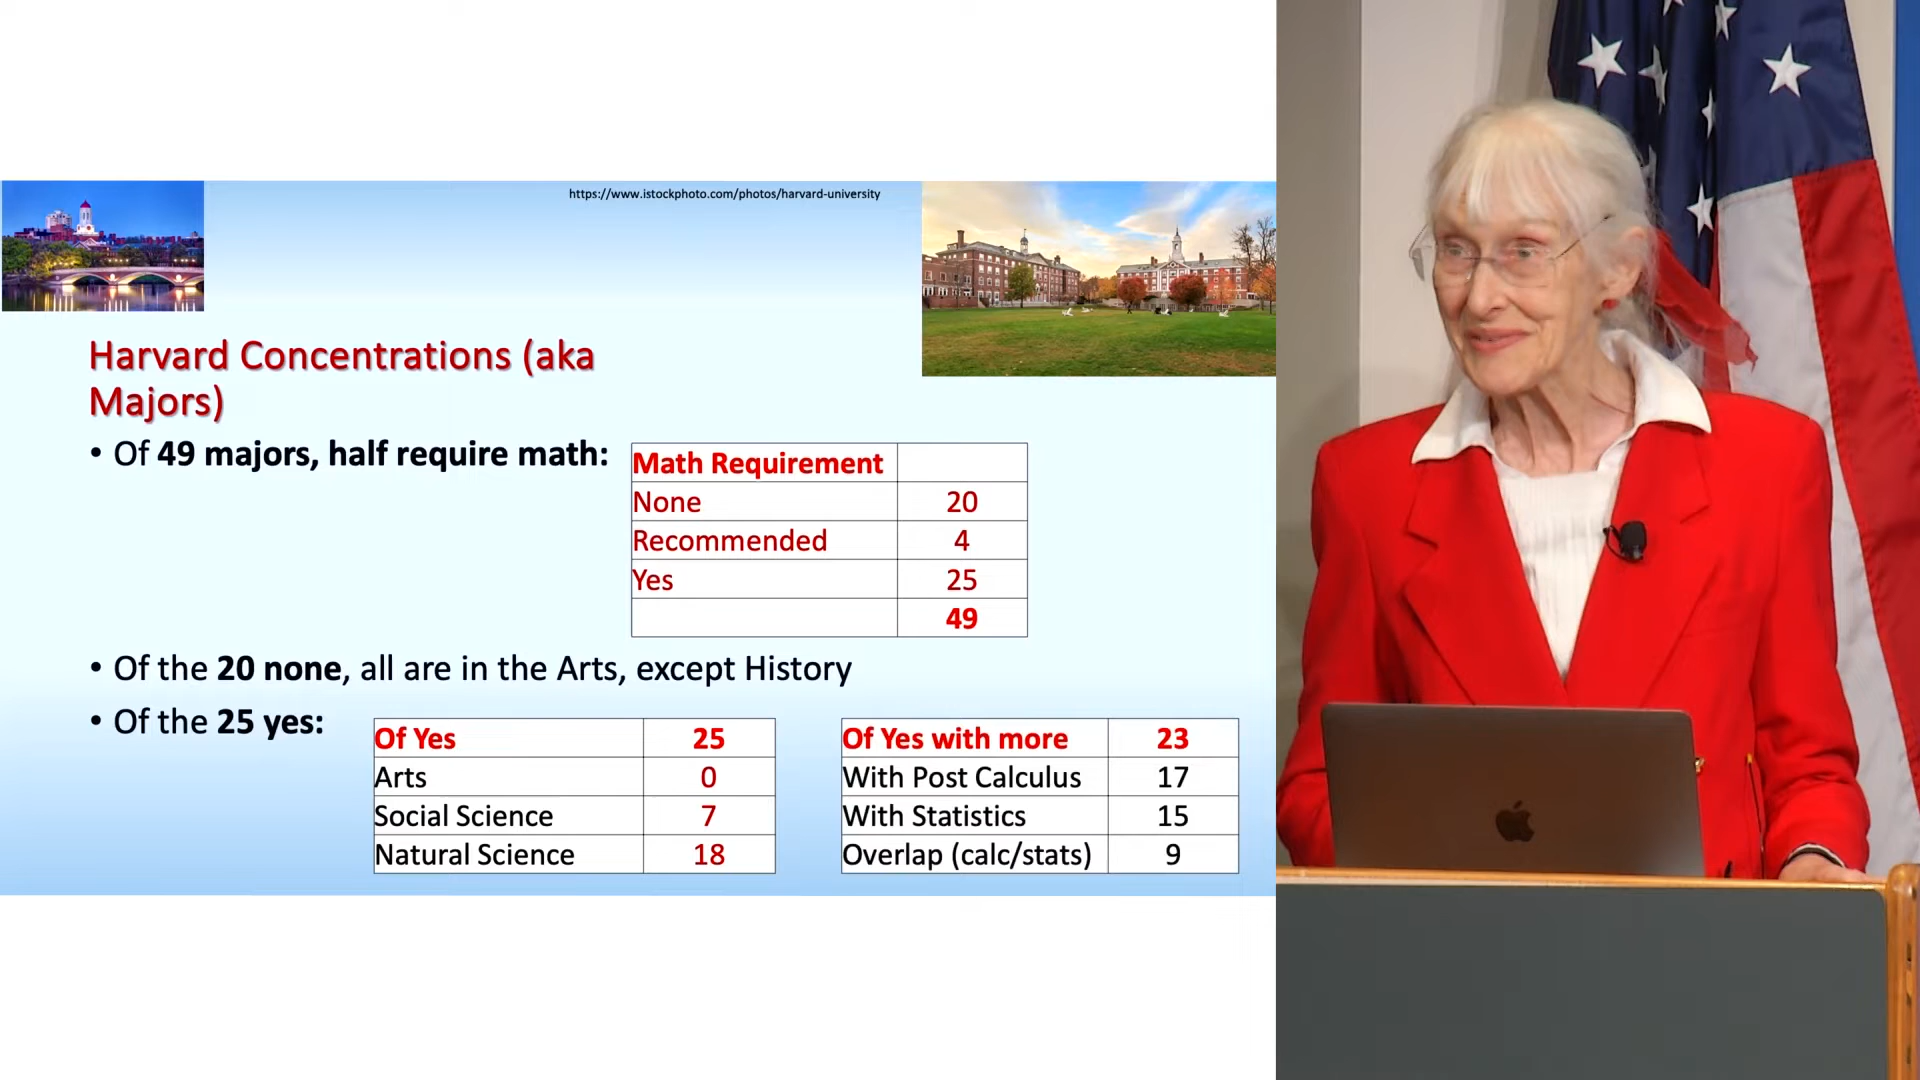 https://www.istockphoto.com/photos/harvard-university
Harvard Concentrations (aka
Majors)
• Of 49 majors, half require math:
Math Requirement
None 20
Recommended 4
Yes 25
49
• Of the 20 none, all are in the Arts, except History
• Of the 25 yes:
Of Yes 25
Arts 0
Social Science 7
Natural Science 18
Of Yes with more 23
With Post Calculus 17
With Statistics 15
Overlap (calc/stats) 9